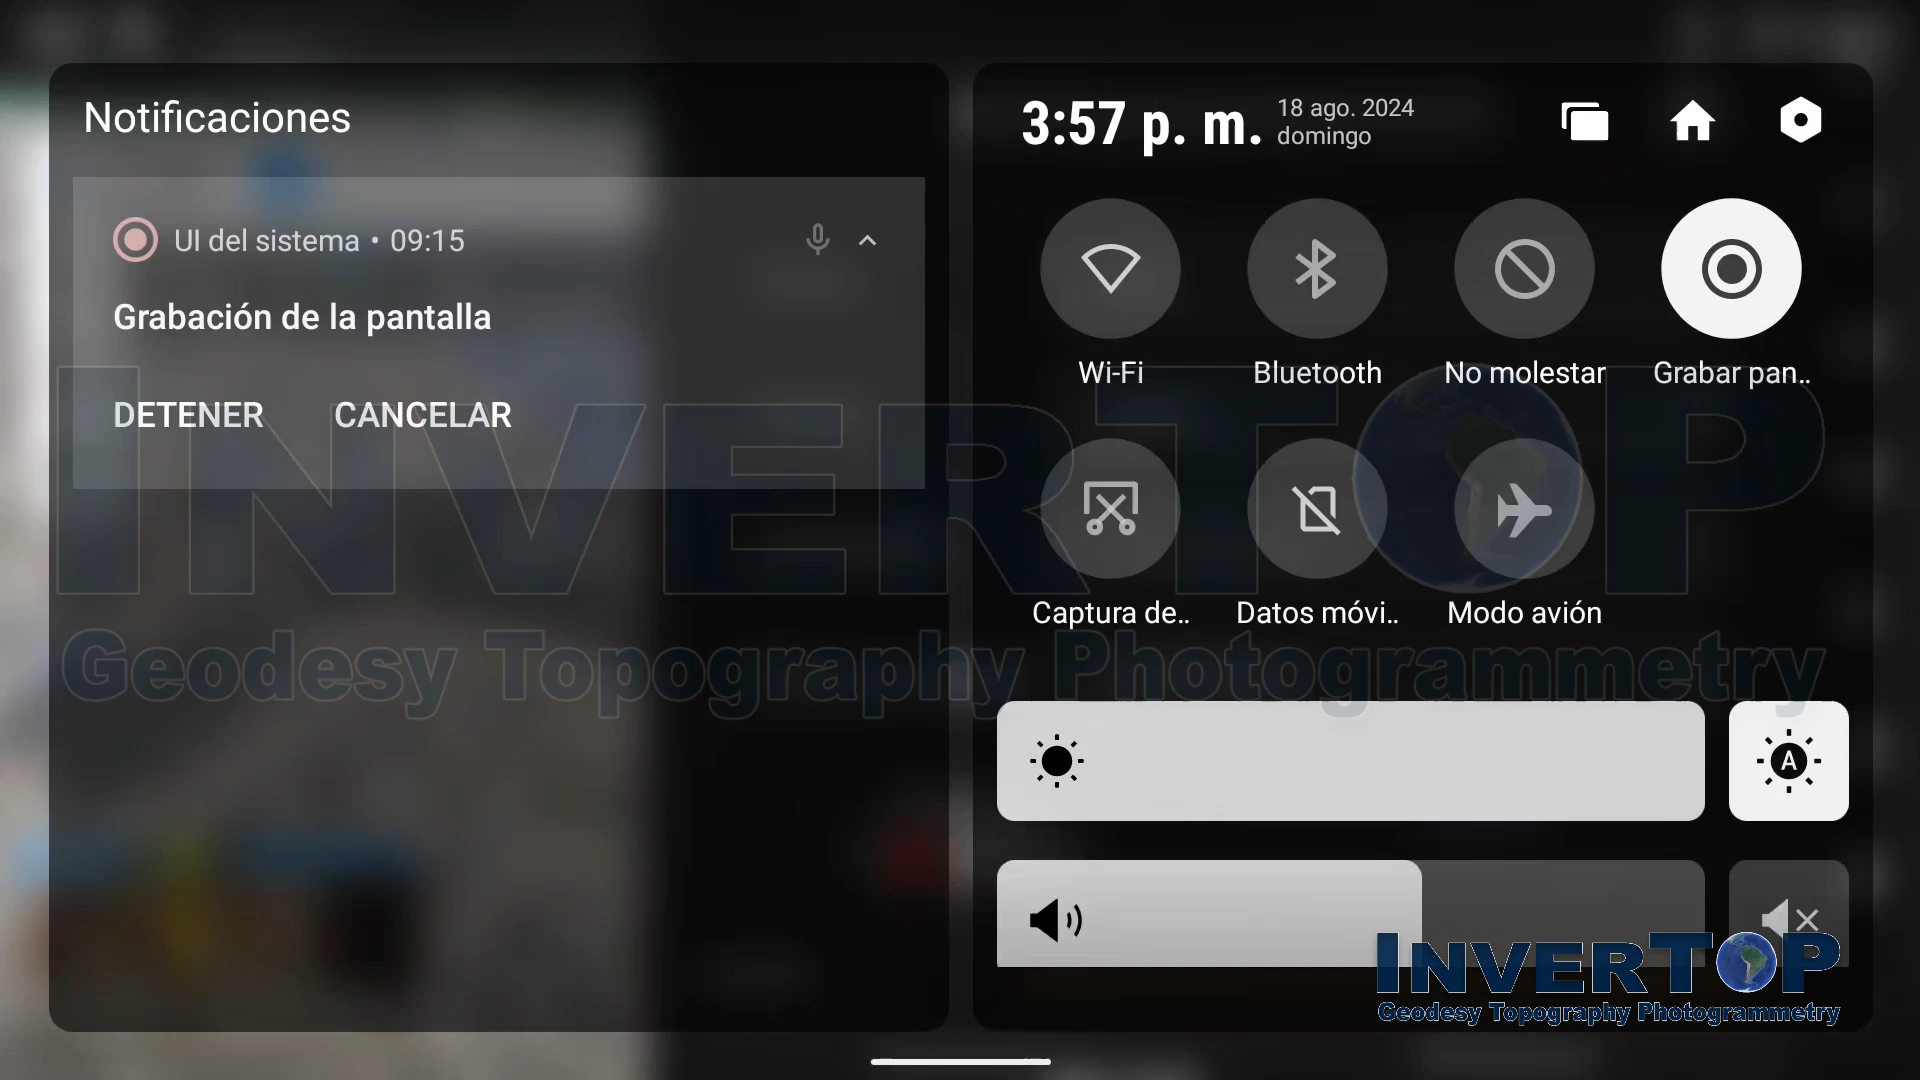 Notificaciones
UI del sistema • 09:15
Grabación de la pantalla
DETENER CANCELAR
3:57 p. m.
18 ago. 2024
domingo
Wi-Fi
Bluetooth
No molestar
Grabar pan..
Captura de..
Datos móvi..
Modo avión
A
INVERTOP
Geodesy Topography Photogrammetry
INVERTOP
Geodesy Topography Photogrammetry